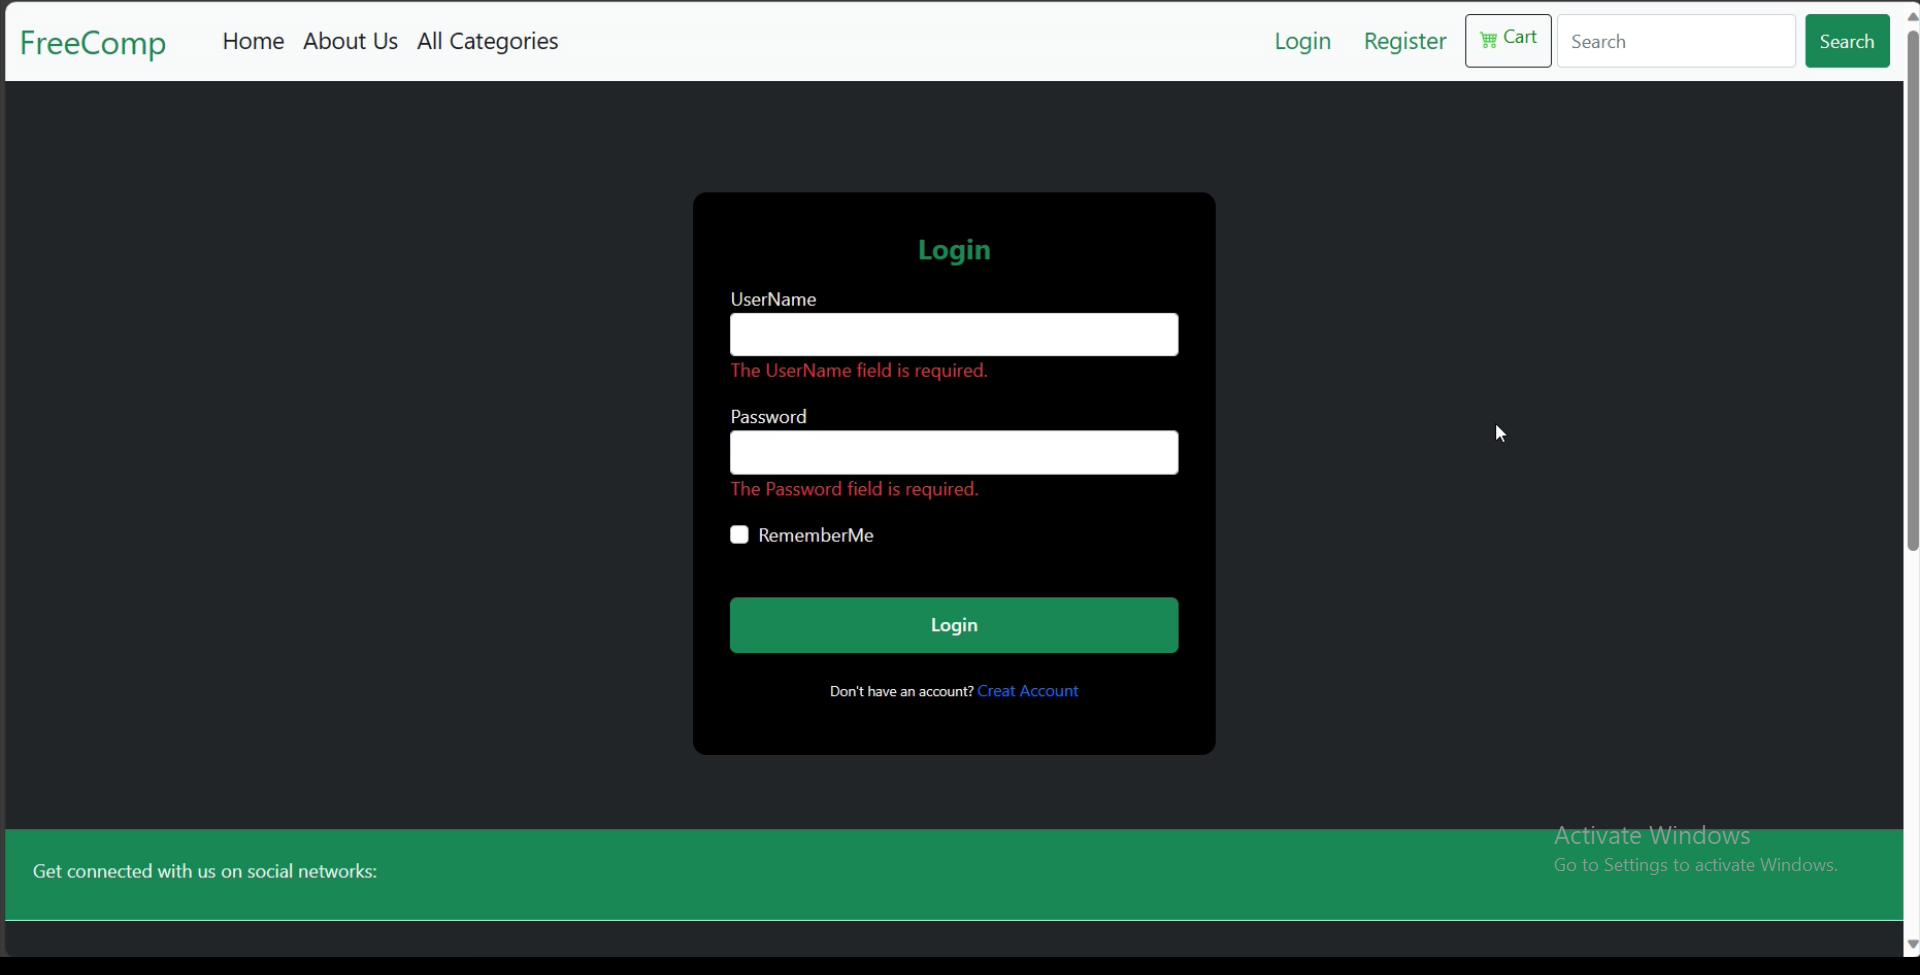 FreeComp
Home About Us All Categories
Login Register Cart Search Search
Login
UserName
The UserName field is required.
Password
The Password field is required.
RememberMe
Login
Don't have an account? Creat Account
Activate Windows
Go to Settings to activate Windows.
Get connected with us on social networks: